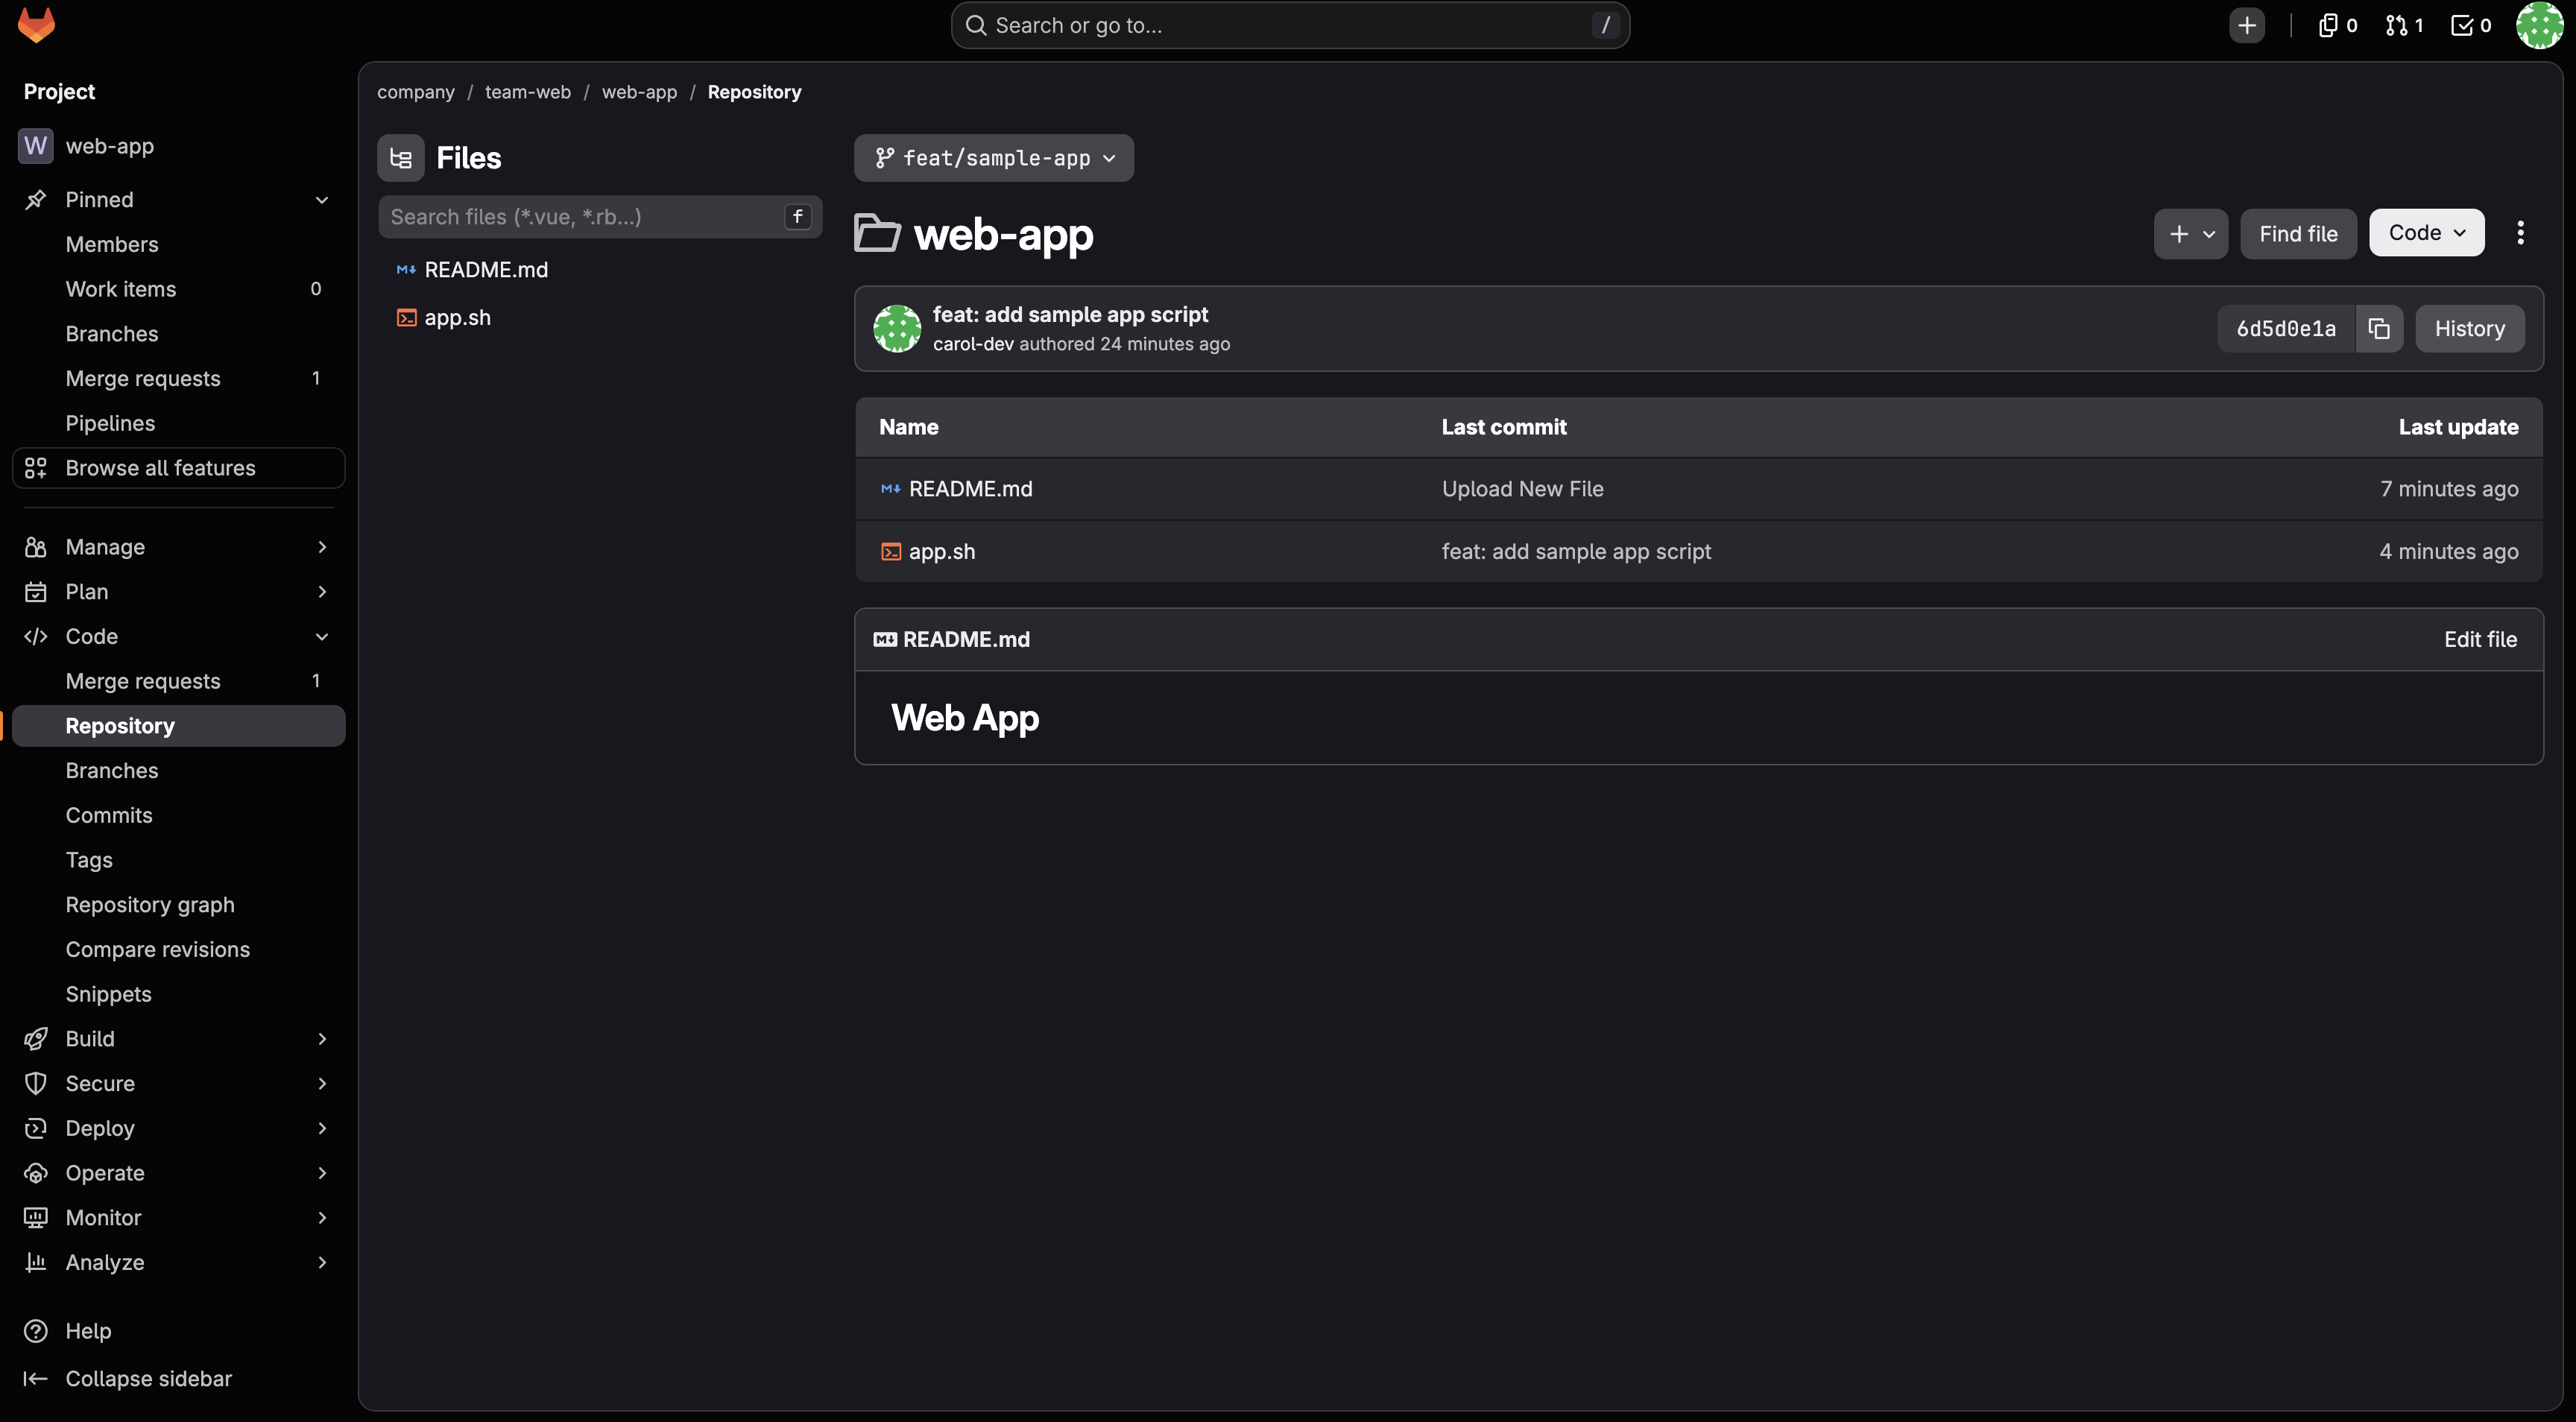 Search or go to...
/
0
1
0
Project
W
web-app
Pinned
Members
Work items 0
Branches
Merge requests 1
Pipelines
Browse all features
Manage
Plan
Code
Merge requests 1
Repository
Branches
Commits
Tags
Repository graph
Compare revisions
Snippets
Build
Secure
Deploy
Operate
Monitor
Analyze
Help
Collapse sidebar
company / team-web / web-app / Repository
Files
Search files (*.vue, *.rb...) f
README.md
app.sh
feat/sample-app
web-app
Find file
Code
feat: add sample app script
carol-dev authored 24 minutes ago
6d5d0e1a
History
Name Last commit Last update
README.md Upload New File 7 minutes ago
app.sh feat: add sample app script 4 minutes ago
README.md
Edit file
Web App